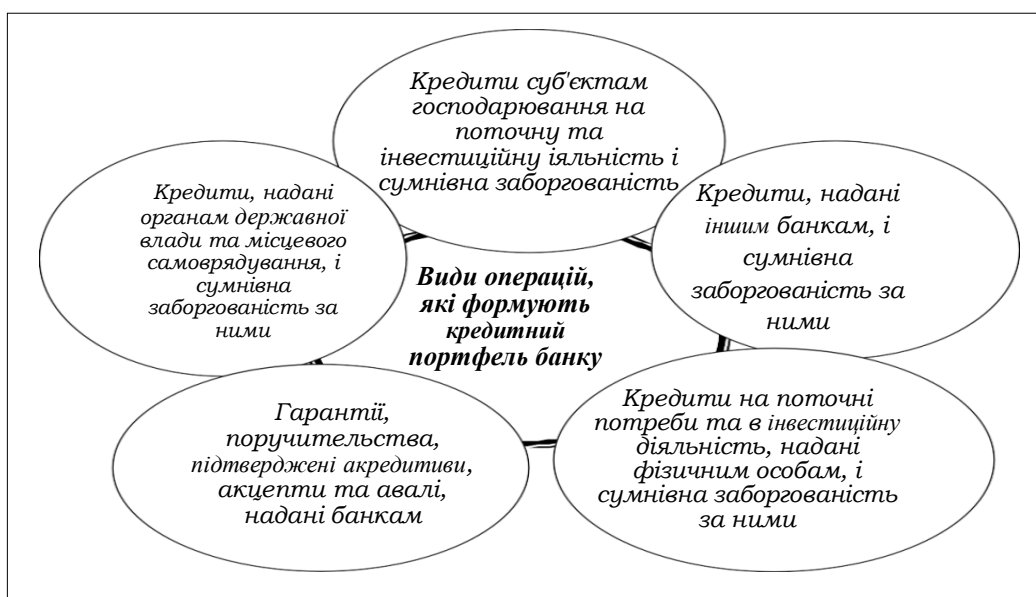 Кредити суб'єктам
господарювання на
поточну та
інвестиційну іяльність і
сумнівна заборгованість
Кредити, надані
органам державної
влади та місцевого
самоврядування, і
сумнівна
заборгованість за
ними
Кредити, надані
іншим банкам, і
сумнівна
заборгованість за
ними
Види операцій,
які формують
кредитний
портфель банку
Гарантії,
поручительства,
підтверджені акредитиви,
акцепти та авалі,
надані банкам
Кредити на поточні
потреби та в інвестиційну
діяльність, надані
фізичним особам, і
сумнівна заборгованість
за ними